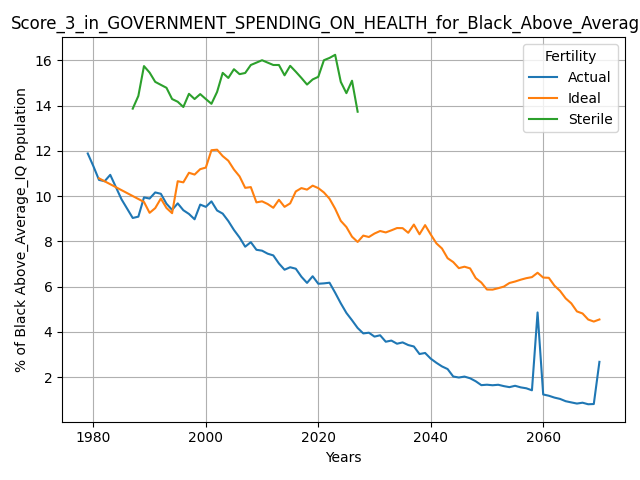 Score_3_in_GOVERNMENT_SPENDING_ON_HEALTH_for_Black_Above_Averag
% of Black Above_Average_IQ Population
16
14
12
10
8
6
4
2
Fertility
Actual
Ideal
Sterile
1980 2000 2020 2040 2060
Years